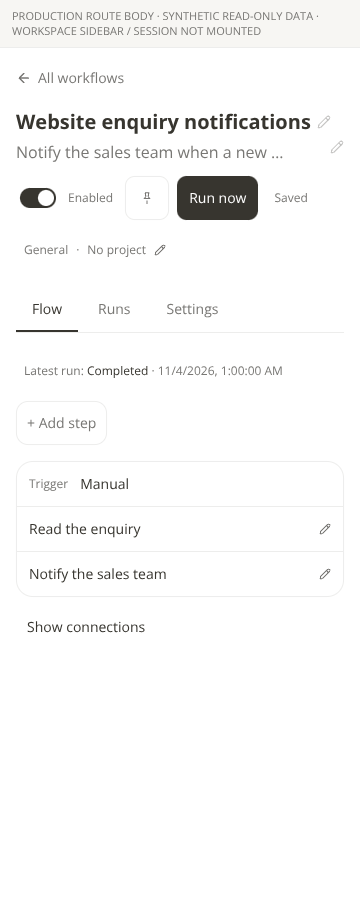 PRODUCTION ROUTE BODY · SYNTHETIC READ-ONLY DATA ·
WORKSPACE SIDEBAR / SESSION NOT MOUNTED
All workflows
Website enquiry notifications
Notify the sales team when a new ...
Enabled
Run now
Saved
General · No project
Flow
Runs
Settings
Latest run: Completed · 11/4/2026, 1:00:00 AM
+ Add step
Trigger Manual
Read the enquiry
Notify the sales team
Show connections